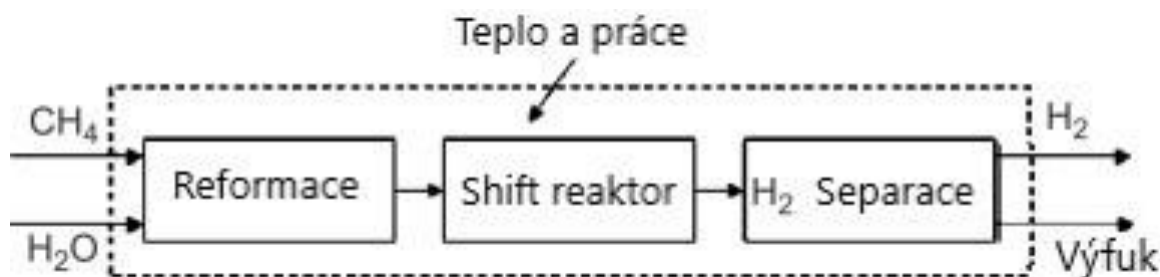 Teplo a práce
CH₄
H₂
Reformace
Shift reaktor
H₂ Separace
H₂O
Výfuk